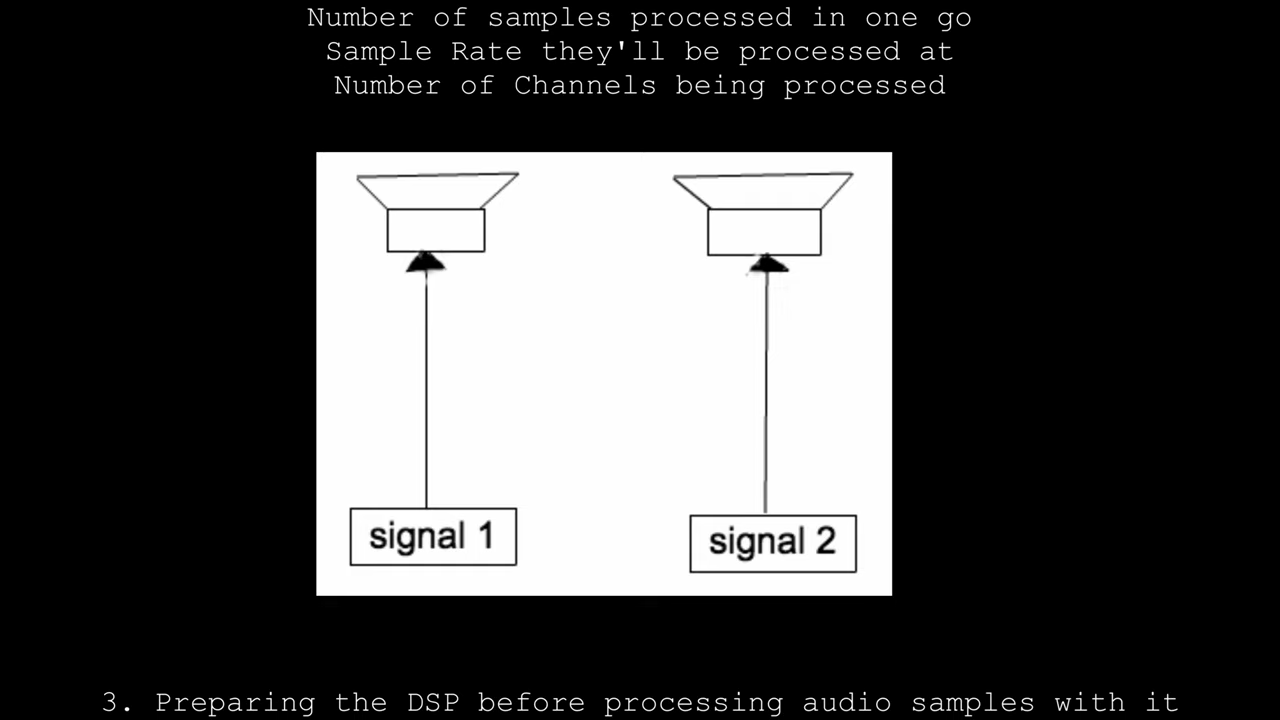 Number of samples processed in one go
Sample Rate they'll be processed at
Number of Channels being processed
signal 1
signal 2
3. Preparing the DSP before processing audio samples with it